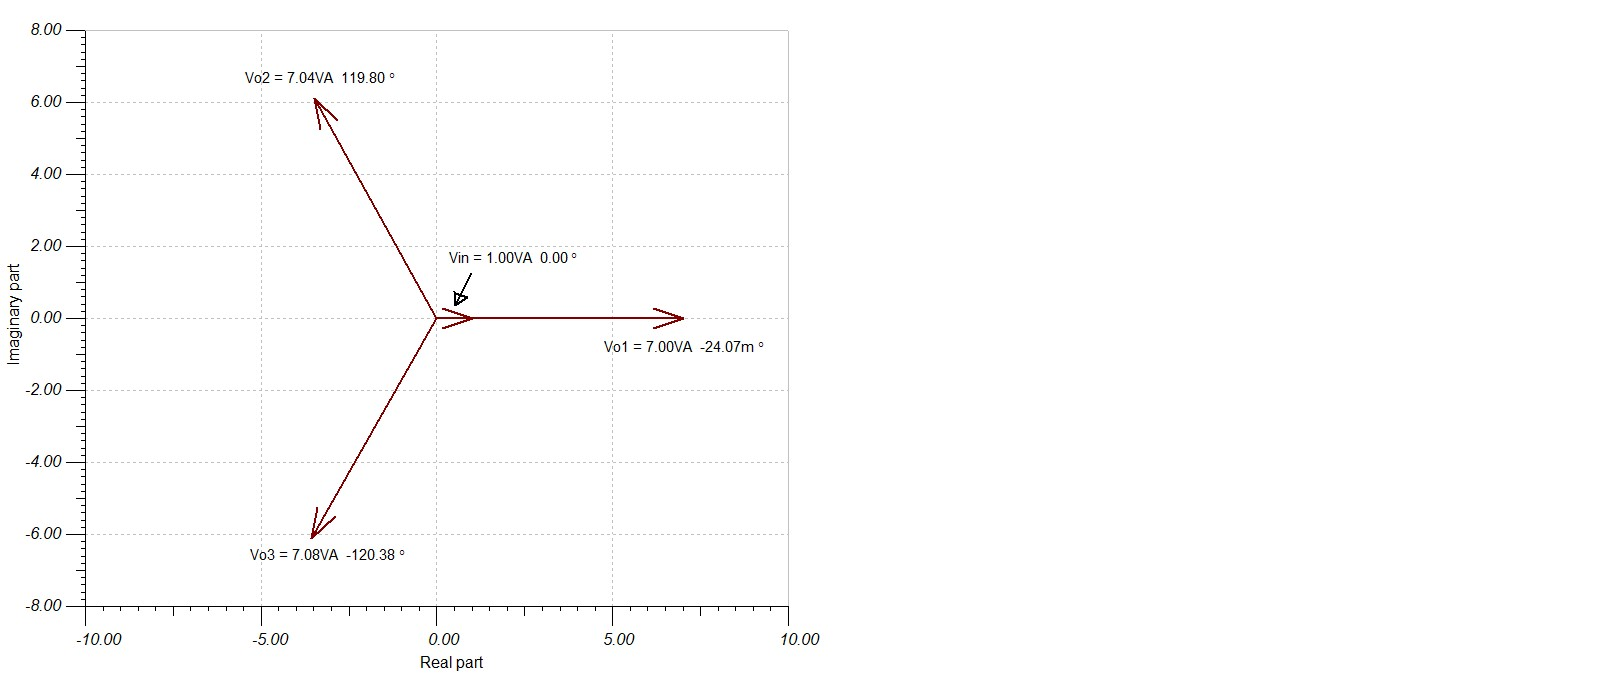 8.00
Vo2 = 7.04VA 119.80 °
6.00
4.00
2.00
Vin = 1.00VA 0.00 °
0.00
Imaginary part
Vo1 = 7.00VA -24.07m °
-2.00
-4.00
-6.00
Vo3 = 7.08VA -120.38 °
-8.00
-10.00 -5.00 0.00 5.00 10.00
Real part